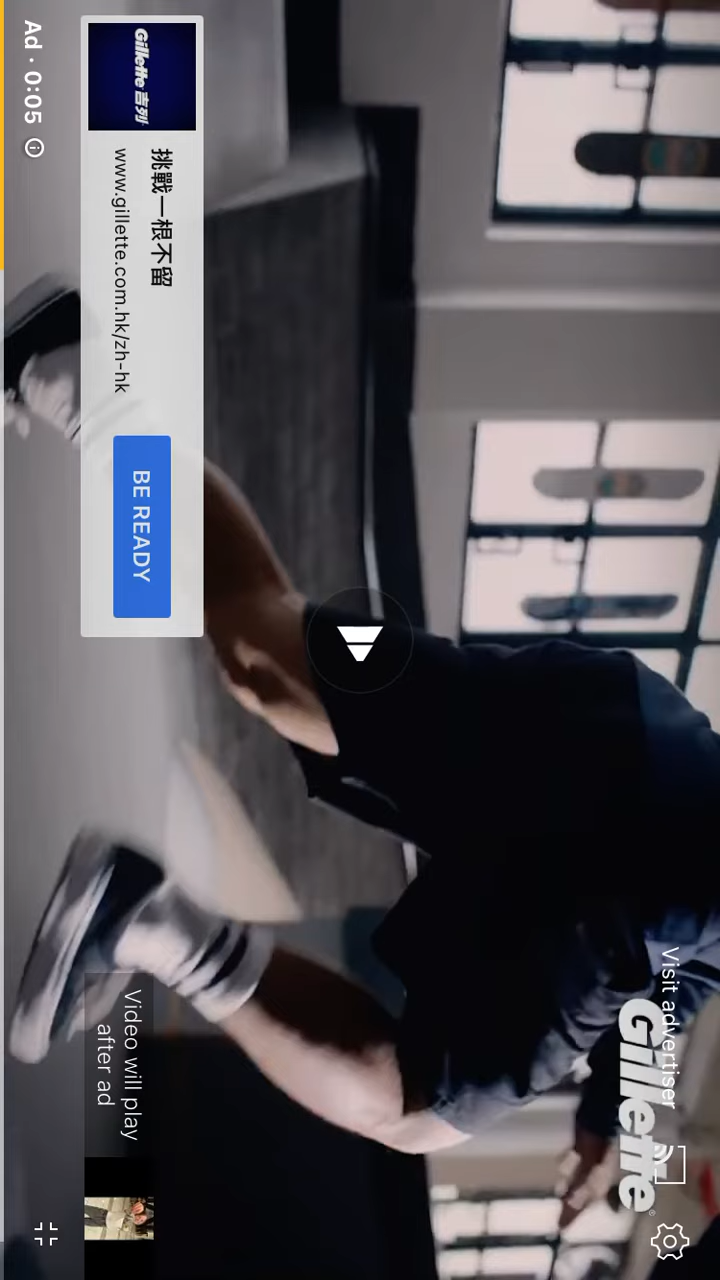 Visit advertiser
Gillette®
Gillette 吉列
挑戰一根不留
www.gillette.com.hk/zh-hk
BE READY
Video will play
after ad
Ad · 0:05